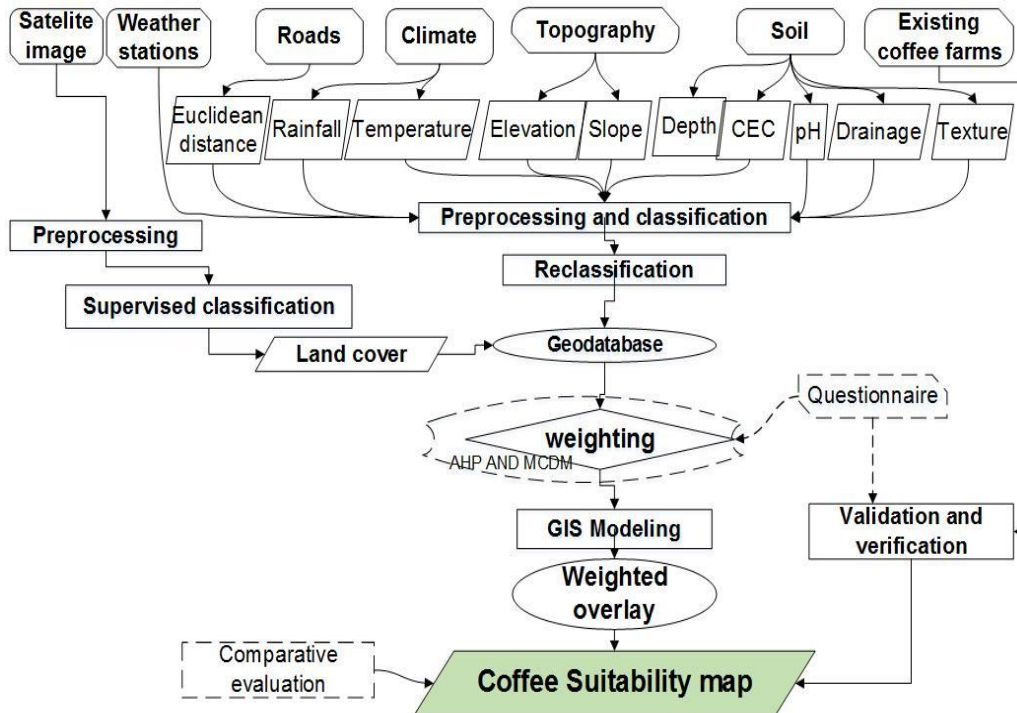 Satelite
image
Weather
stations
Roads
Climate
Topography
Soil
Existing
coffee farms
Euclidean
distance
Rainfall
Temperature
Elevation
Slope
Depth
CEC
pH
Drainage
Texture
Preprocessing and classification
Preprocessing
Reclassification
Supervised classification
Land cover
Geodatabase
Questionnaire
weighting
AHP AND MCDM
GIS Modeling
Validation and
verification
Weighted
overlay
Comparative
evaluation
Coffee Suitability map